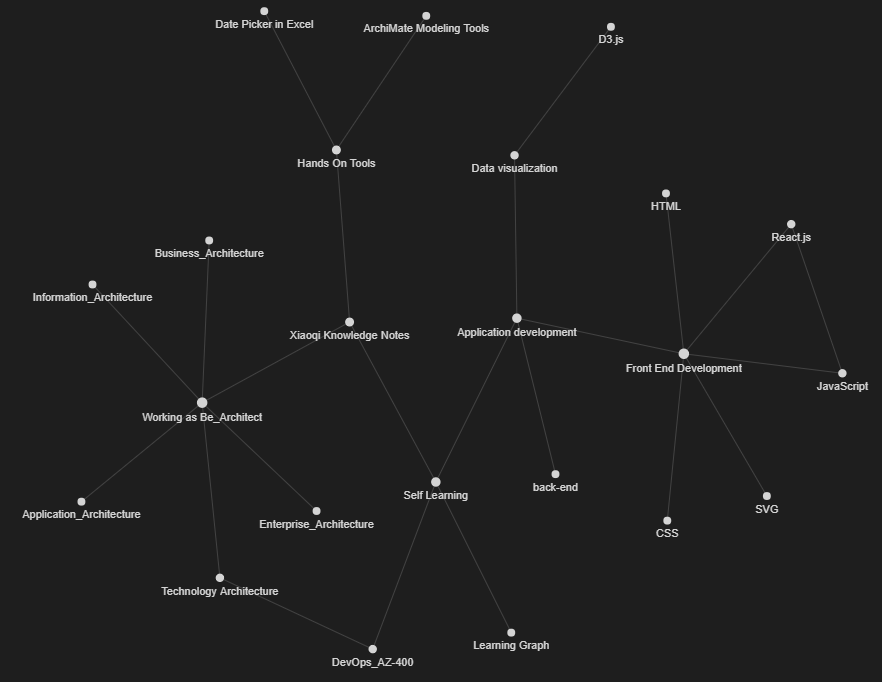 Date Picker in Excel
ArchiMate Modeling Tools
D3.js
Hands On Tools
Data visualization
HTML
React.js
Business_Architecture
Information_Architecture
Xiaoqi Knowledge Notes
Application development
Front End Development
JavaScript
Working as Be_Architect
Self Learning
back-end
SVG
Application_Architecture
Enterprise_Architecture
CSS
Technology Architecture
Learning Graph
DevOps_AZ-400